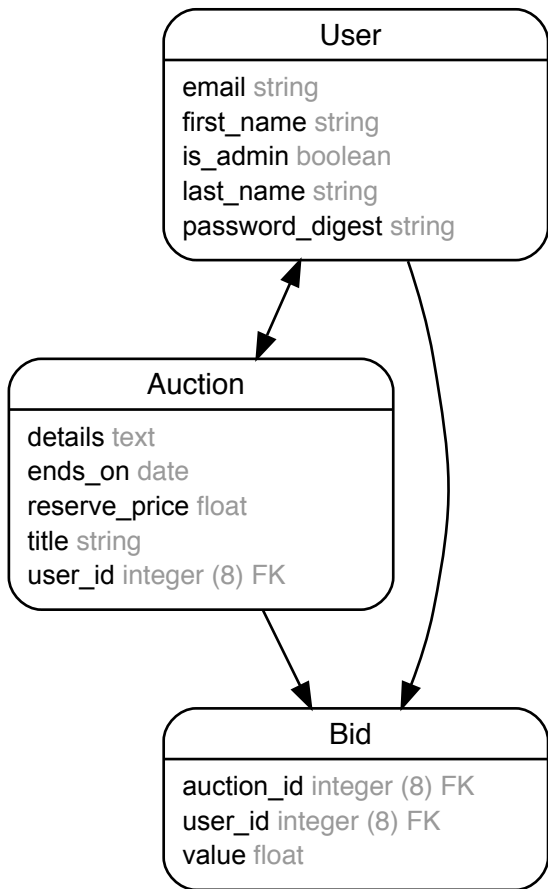 User
email string
first_name string
is_admin boolean
last_name string
password_digest string
Auction
details text
ends_on date
reserve_price float
title string
user_id integer (8) FK
Bid
auction_id integer (8) FK
user_id integer (8) FK
value float